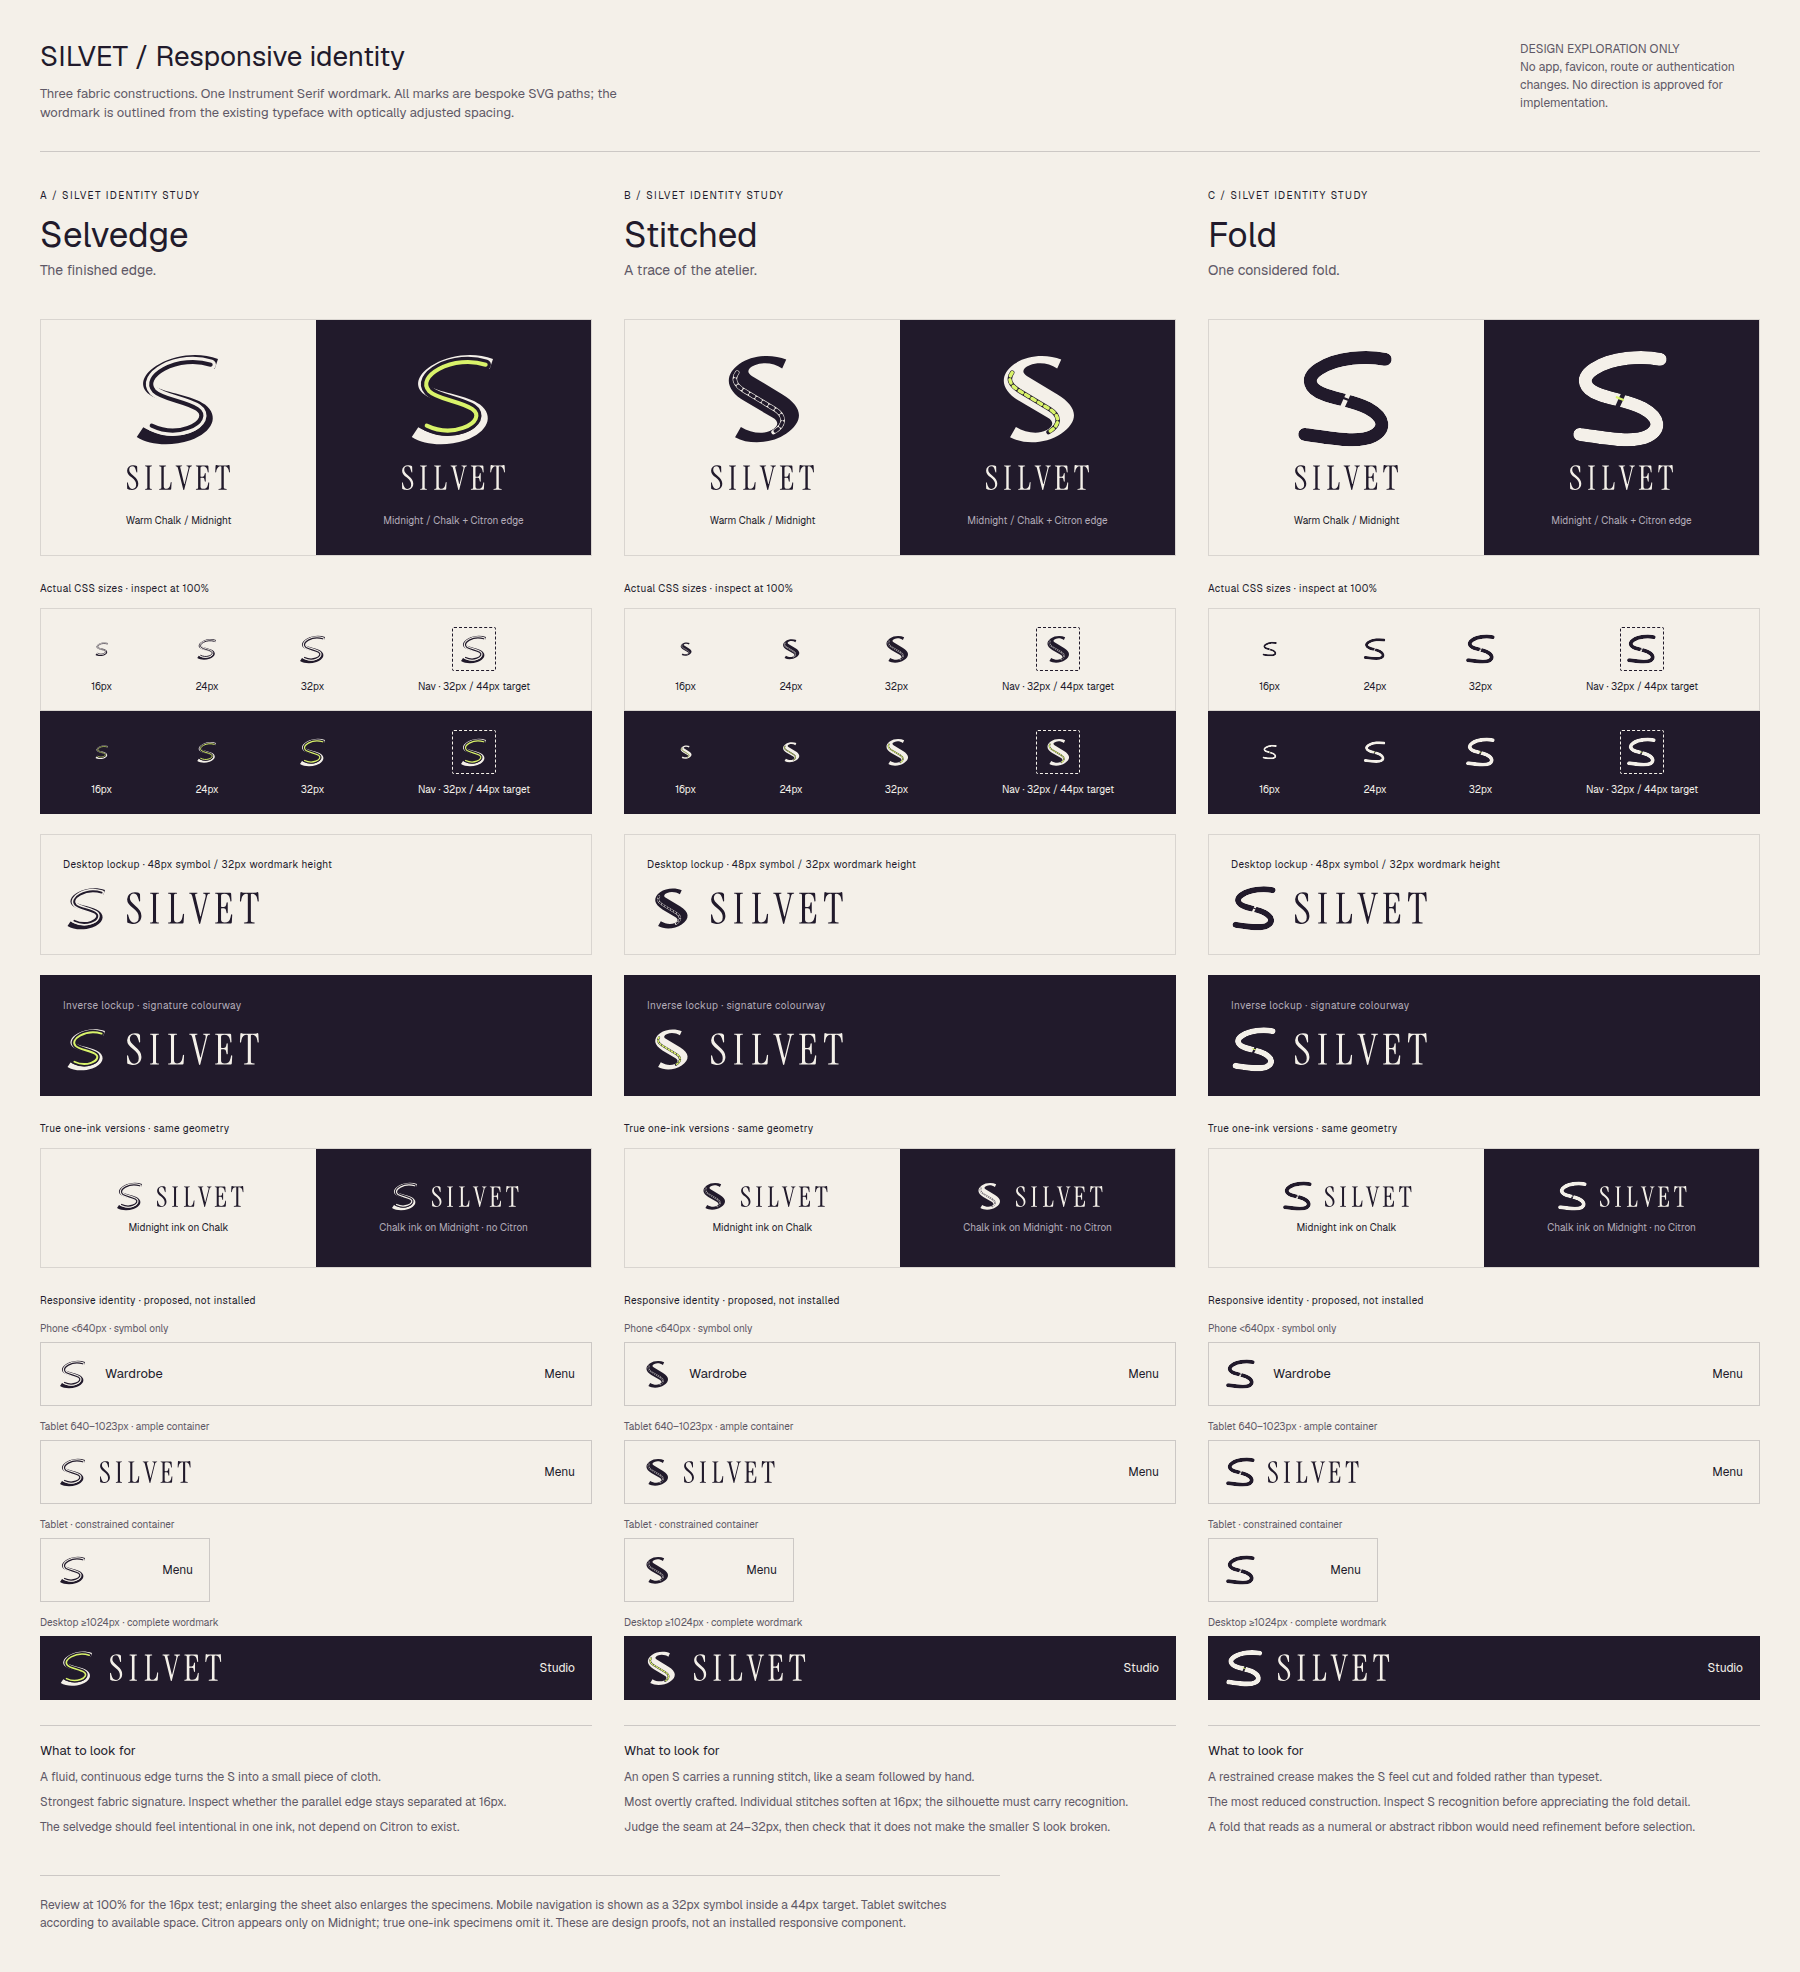 SILVET / Responsive identity
Three fabric constructions. One Instrument Serif wordmark. All marks are bespoke SVG paths; the
wordmark is outlined from the existing typeface with optically adjusted spacing.
DESIGN EXPLORATION ONLY
No app, favicon, route or authentication
changes. No direction is approved for
implementation.
A / SILVET IDENTITY STUDY
Selvedge
The finished edge.
S
SILVET
Warm Chalk / Midnight
S
SILVET
Midnight / Chalk + Citron edge
Actual CSS sizes · inspect at 100%
S S S S
16px 24px 32px Nav · 32px / 44px target
S S S S
16px 24px 32px Nav · 32px / 44px target
Desktop lockup · 48px symbol / 32px wordmark height
S SILVET
Inverse lockup · signature colourway
S SILVET
True one-ink versions · same geometry
S SILVET
Midnight ink on Chalk
S SILVET
Chalk ink on Midnight · no Citron
Responsive identity · proposed, not installed
Phone <640px · symbol only
S Wardrobe Menu
Tablet 640–1023px · ample container
S SILVET Menu
Tablet · constrained container
S Menu
Desktop ≥1024px · complete wordmark
S SILVET Studio
What to look for
A fluid, continuous edge turns the S into a small piece of cloth.
Strongest fabric signature. Inspect whether the parallel edge stays separated at 16px.
The selvedge should feel intentional in one ink, not depend on Citron to exist.
B / SILVET IDENTITY STUDY
Stitched
A trace of the atelier.
S
SILVET
Warm Chalk / Midnight
S
SILVET
Midnight / Chalk + Citron edge
Actual CSS sizes · inspect at 100%
S S S S
16px 24px 32px Nav · 32px / 44px target
S S S S
16px 24px 32px Nav · 32px / 44px target
Desktop lockup · 48px symbol / 32px wordmark height
S SILVET
Inverse lockup · signature colourway
S SILVET
True one-ink versions · same geometry
S SILVET
Midnight ink on Chalk
S SILVET
Chalk ink on Midnight · no Citron
Responsive identity · proposed, not installed
Phone <640px · symbol only
S Wardrobe Menu
Tablet 640–1023px · ample container
S SILVET Menu
Tablet · constrained container
S Menu
Desktop ≥1024px · complete wordmark
S SILVET Studio
What to look for
An open S carries a running stitch, like a seam followed by hand.
Most overtly crafted. Individual stitches soften at 16px; the silhouette must carry recognition.
Judge the seam at 24–32px, then check that it does not make the smaller S look broken.
C / SILVET IDENTITY STUDY
Fold
One considered fold.
S
SILVET
Warm Chalk / Midnight
S
SILVET
Midnight / Chalk + Citron edge
Actual CSS sizes · inspect at 100%
S S S S
16px 24px 32px Nav · 32px / 44px target
S S S S
16px 24px 32px Nav · 32px / 44px target
Desktop lockup · 48px symbol / 32px wordmark height
S SILVET
Inverse lockup · signature colourway
S SILVET
True one-ink versions · same geometry
S SILVET
Midnight ink on Chalk
S SILVET
Chalk ink on Midnight · no Citron
Responsive identity · proposed, not installed
Phone <640px · symbol only
S Wardrobe Menu
Tablet 640–1023px · ample container
S SILVET Menu
Tablet · constrained container
S Menu
Desktop ≥1024px · complete wordmark
S SILVET Studio
What to look for
A restrained crease makes the S feel cut and folded rather than typeset.
The most reduced construction. Inspect S recognition before appreciating the fold detail.
A fold that reads as a numeral or abstract ribbon would need refinement before selection.
Review at 100% for the 16px test; enlarging the sheet also enlarges the specimens. Mobile navigation is shown as a 32px symbol inside a 44px target. Tablet switches
according to available space. Citron appears only on Midnight; true one-ink specimens omit it. These are design proofs, not an installed responsive component.